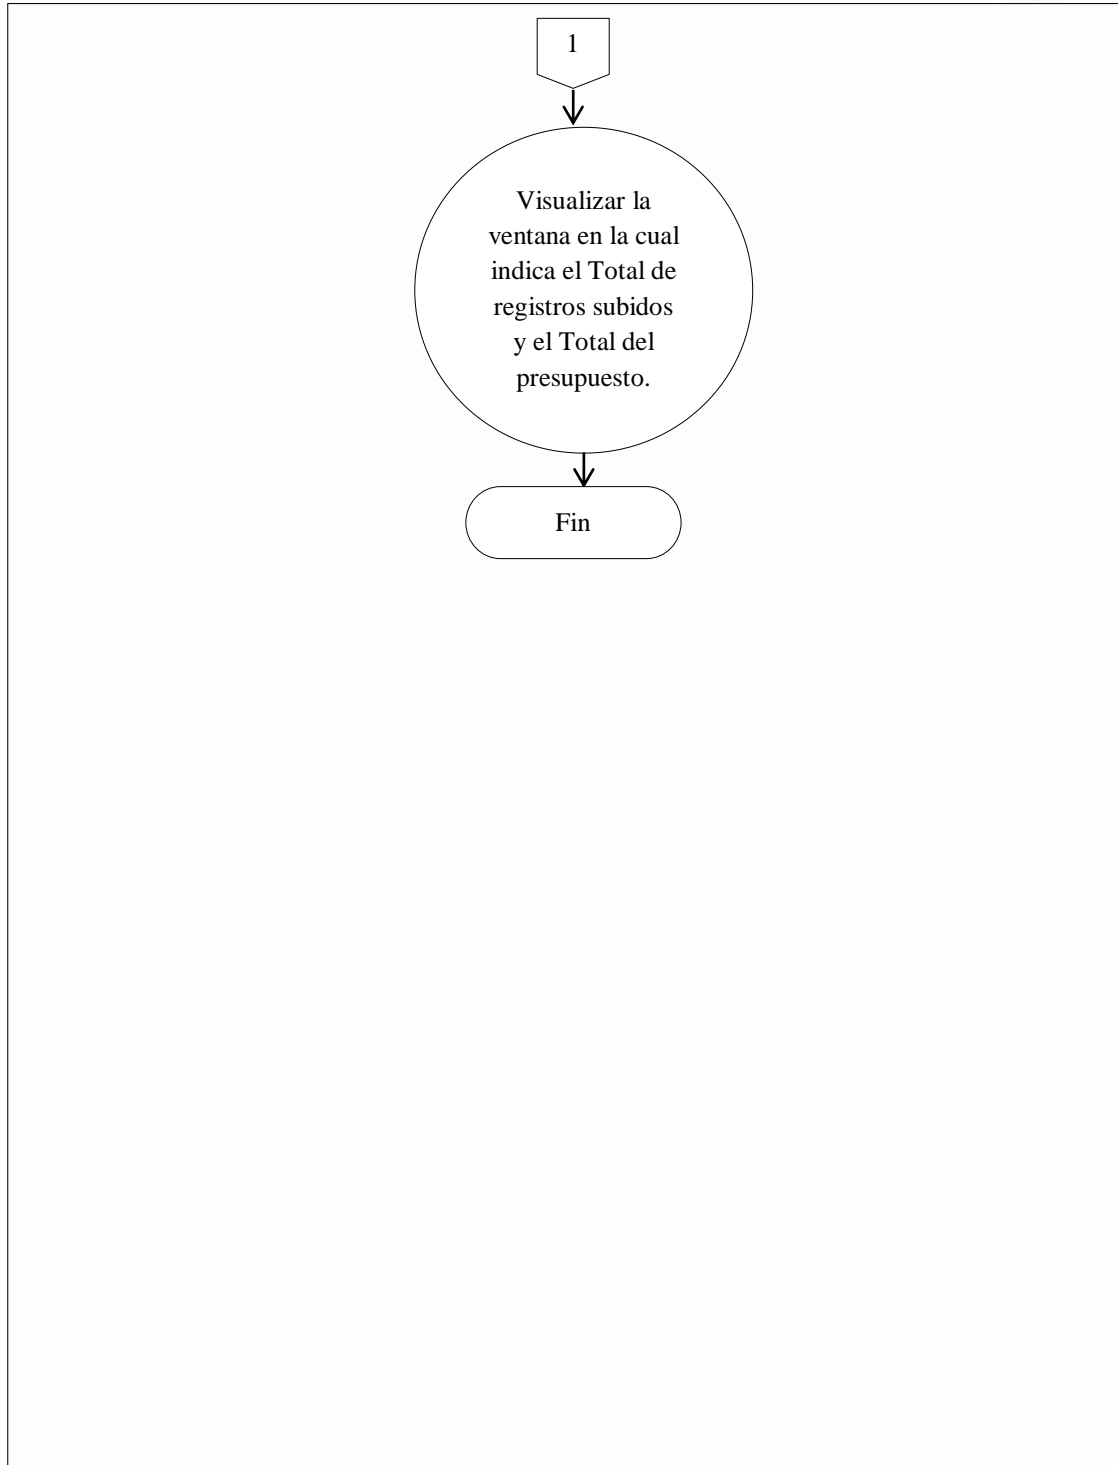 1
Visualizar la
ventana en la cual
indica el Total de
registros subidos
y el Total del
presupuesto.
Fin